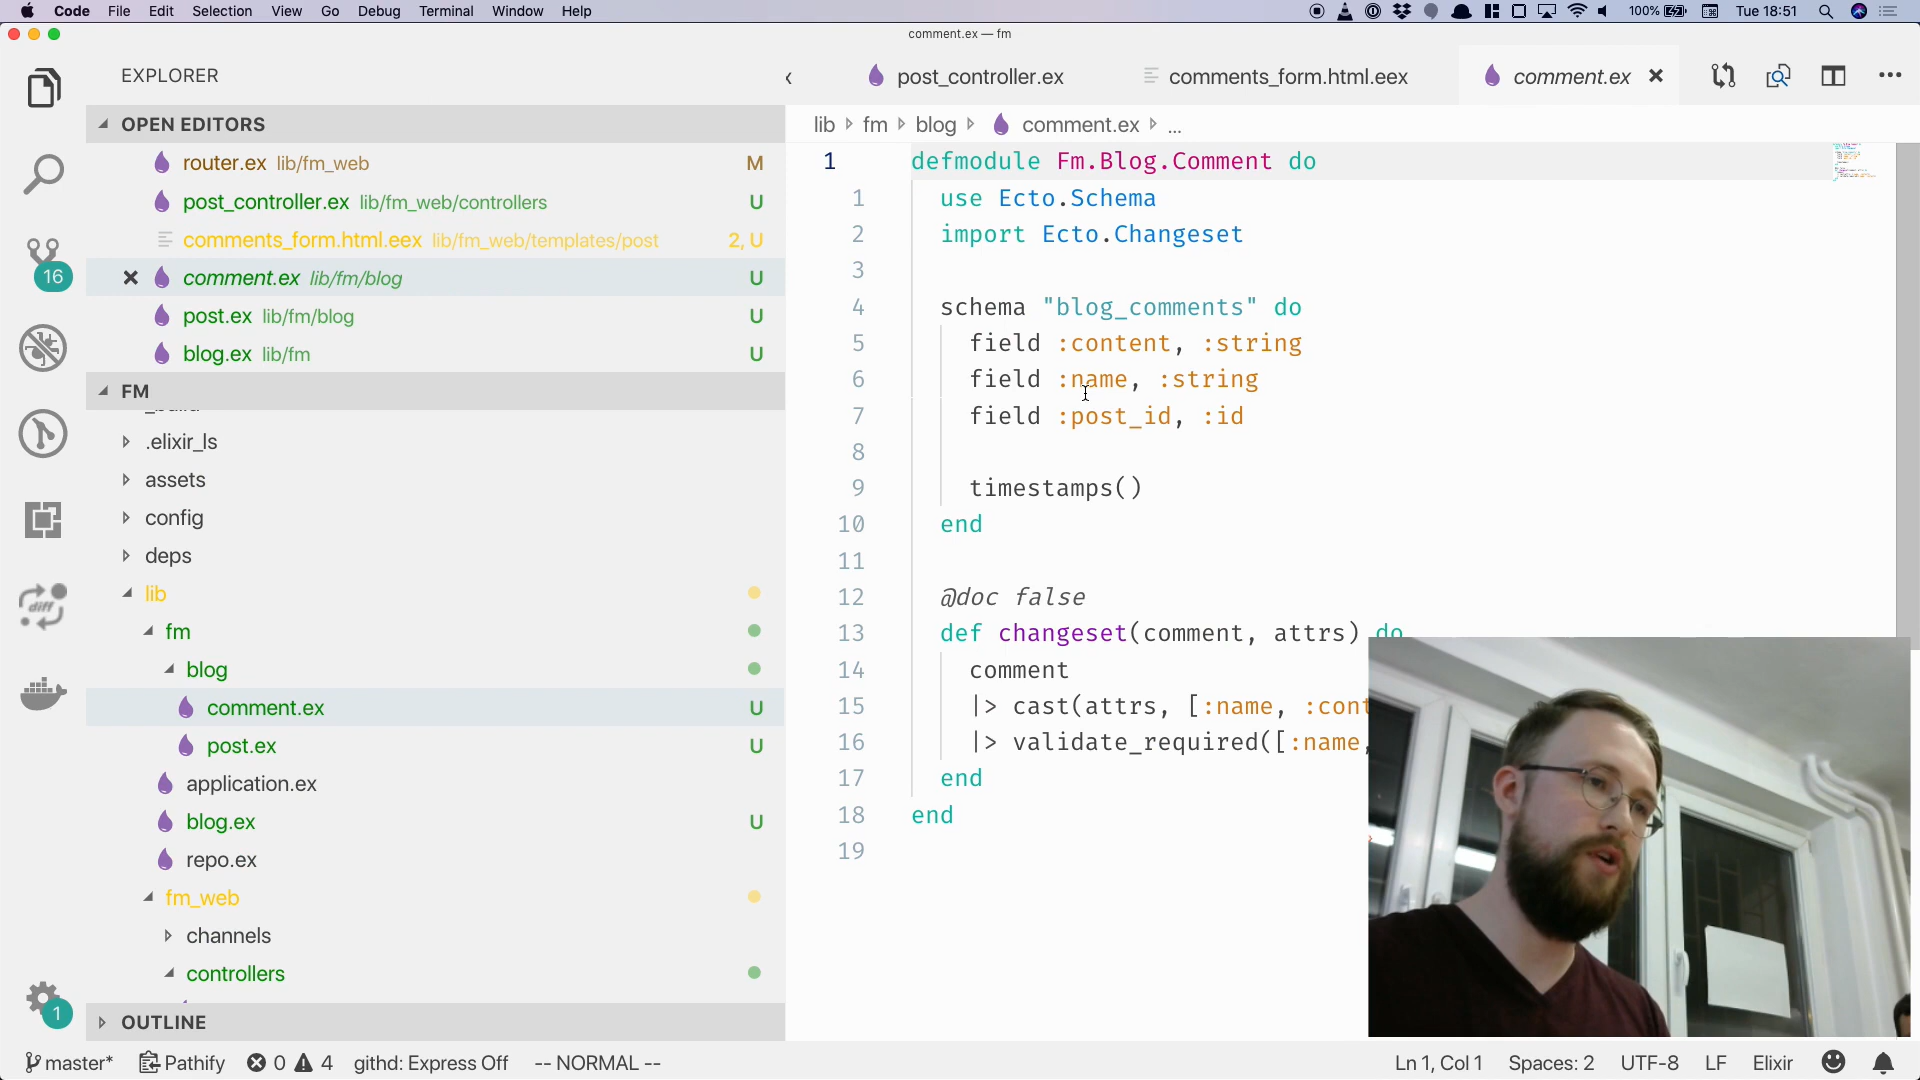 Code File Edit Selection View Go Debug Terminal Window Help
100% Tue 18:51
comment.ex — fm
EXPLORER
OPEN EDITORS
router.ex lib/fm_web M
post_controller.ex lib/fm_web/controllers U
comments_form.html.eex lib/fm_web/templates/post 2, U
comment.ex lib/fm/blog U
post.ex lib/fm/blog U
blog.ex lib/fm U
FM
.elixir_ls
assets
config
deps
lib
fm
blog
comment.ex U
post.ex U
application.ex
blog.ex U
repo.ex
fm_web
channels
controllers
OUTLINE
16
diff
1
post_controller.ex comments_form.html.eex comment.ex
lib fm blog comment.ex ...
1 defmodule Fm.Blog.Comment do
1 use Ecto.Schema
2 import Ecto.Changeset
3
4 schema "blog_comments" do
5 field :content, :string
6 field :name, :string
7 field :post_id, :id
8
9 timestamps()
10 end
11
12 @doc false
13 def changeset(comment, attrs) do
14 comment
15 |> cast(attrs, [:name, :cont
16 |> validate_required([:name,
17 end
18 end
19
master* Pathify 0 4 githd: Express Off -- NORMAL --
Ln 1, Col 1 Spaces: 2 UTF-8 LF Elixir